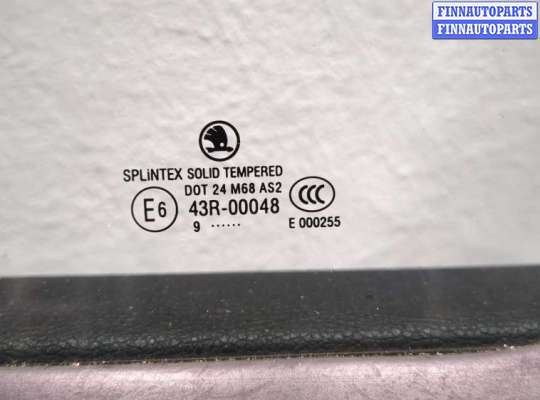 FINNAUTOPARTS
FINNAUTOPARTS
SPLiNTEX SOLID TEMPERED
DOT 24 M68 AS2
E6 43R-00048 CCC
9 ...... E 000255